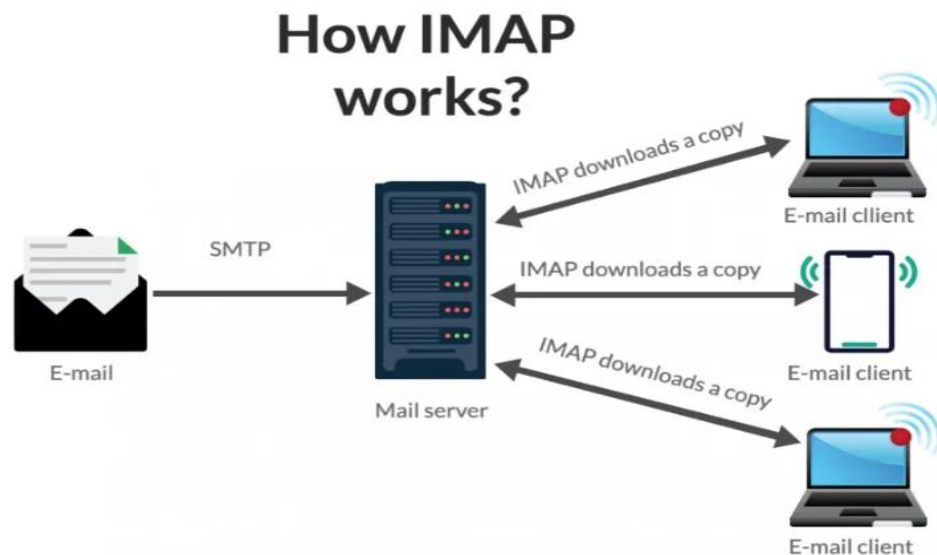 How IMAP
works?
IMAP downloads a copy
E-mail cllient
SMTP
IMAP downloads a copy
E-mail
Mail server
E-mail client
IMAP downloads a copy
E-mail client